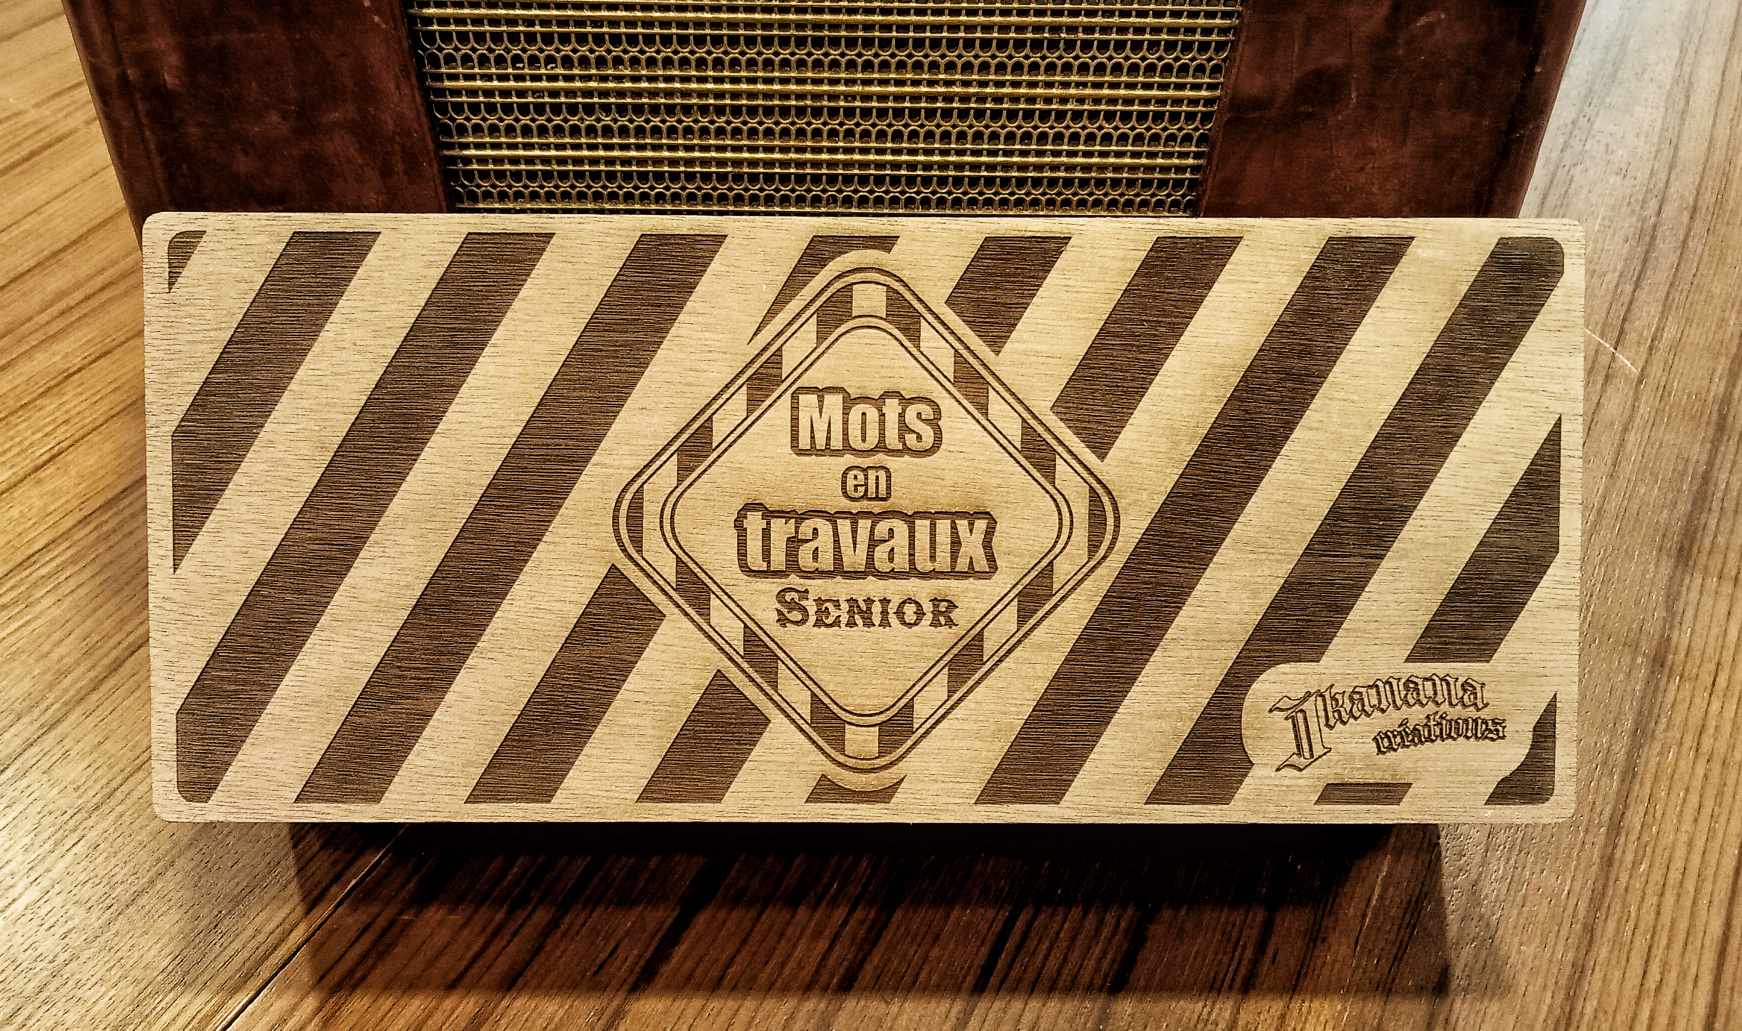 Mots
en
travaux
SENIOR
Ikanana
créations